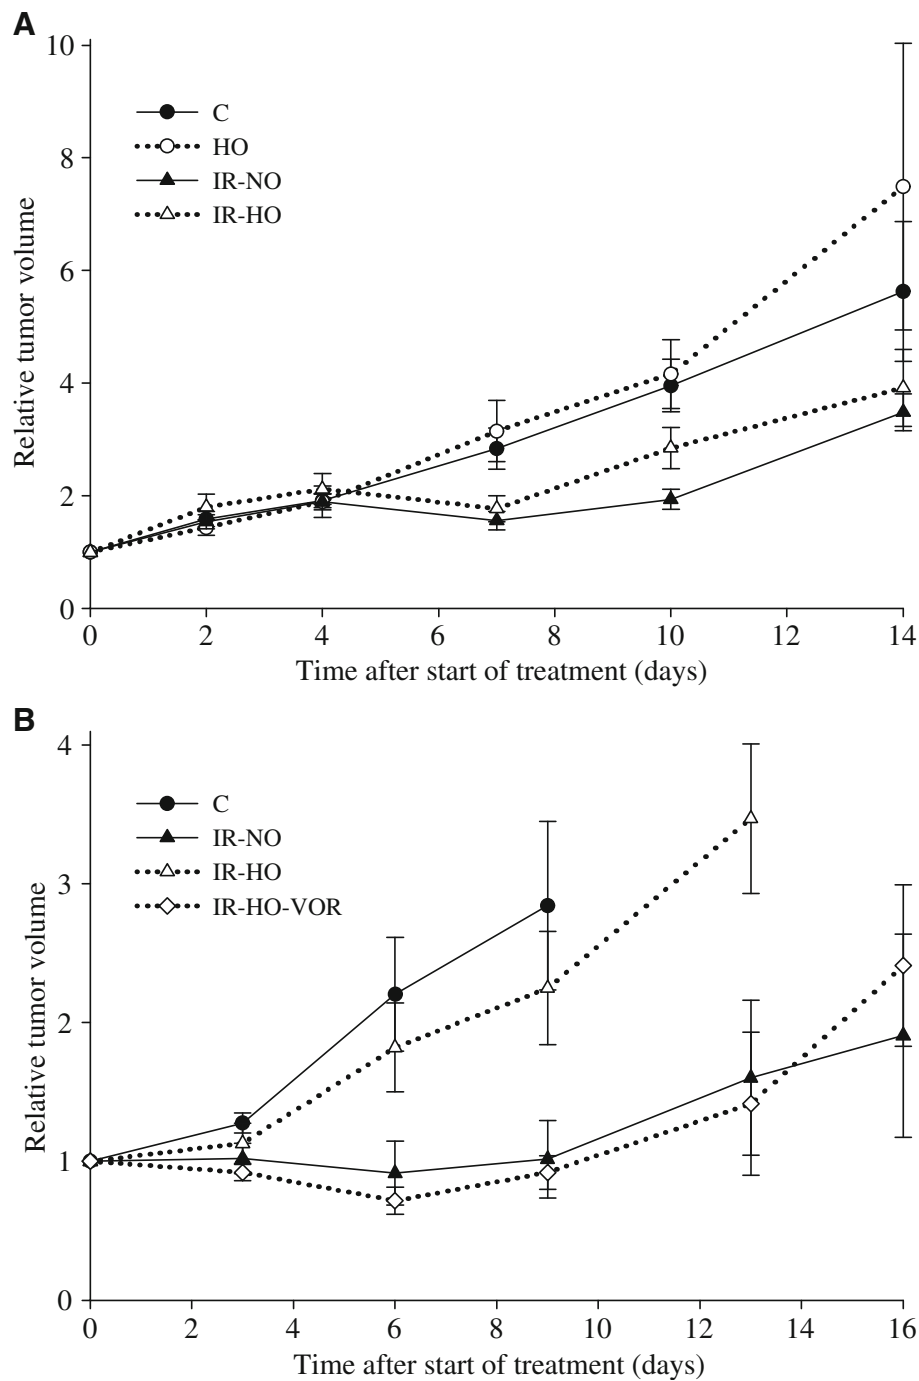 A
10
8
6
4
2
0
Relative tumor volume
C
HO
IR-NO
IR-HO
0 2 4 6 8 10 12 14
Time after start of treatment (days)
B
4
3
2
1
0
Relative tumor volume
C
IR-NO
IR-HO
IR-HO-VOR
0 2 4 6 8 10 12 14 16
Time after start of treatment (days)